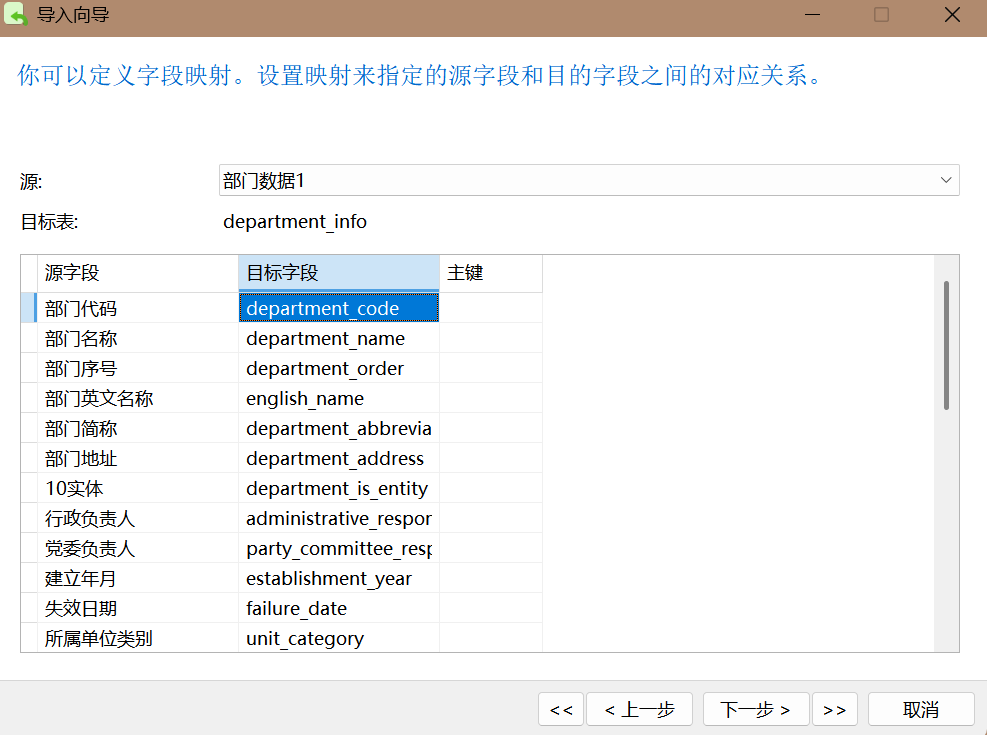 导入向导
你可以定义字段映射。设置映射来指定的源字段和目的字段之间的对应关系。
源: 部门数据1
目标表: department_info
源字段 目标字段 主键
部门代码 department_code
部门名称 department_name
部门序号 department_order
部门英文名称 english_name
部门简称 department_abbrevia
部门地址 department_address
10实体 department_is_entity
行政负责人 administrative_respor
党委负责人 party_committee_resp
建立年月 establishment_year
失效日期 failure_date
所属单位类别 unit_category
<< < 上一步 下一步 > >> 取消